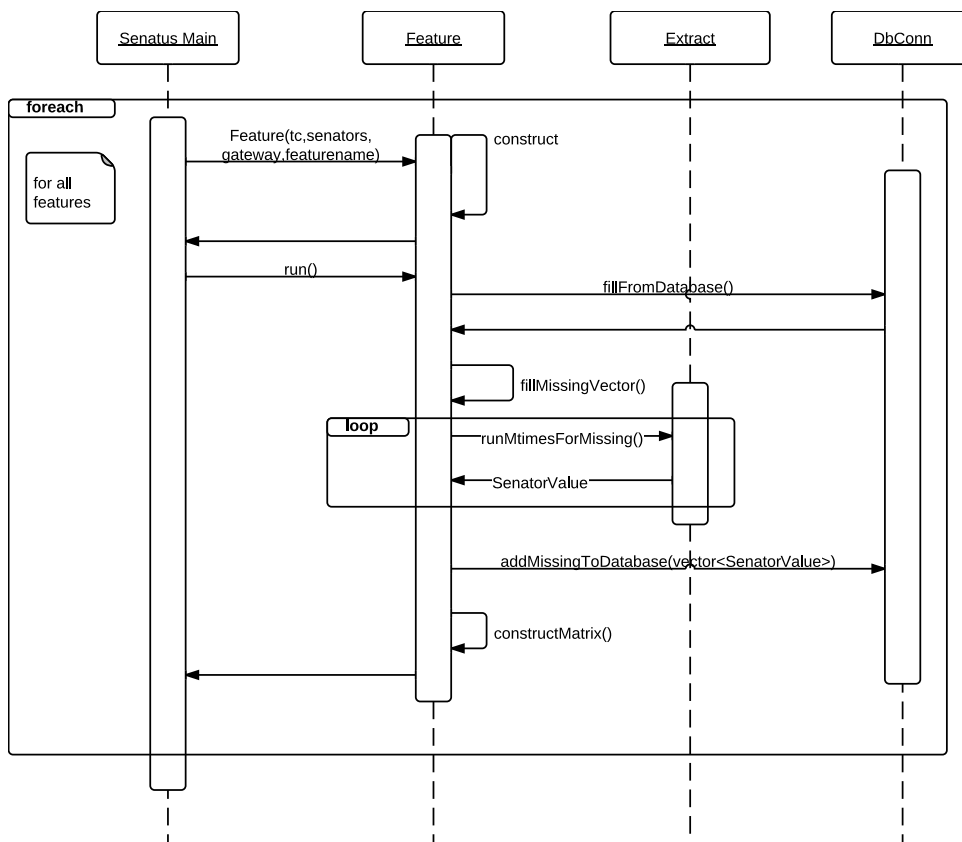 Senatus Main
Feature
Extract
DbConn
foreach
for all
features
Feature(tc,senators,
gateway,featurename)
construct
run()
fillFromDatabase()
fillMissingVector()
loop
runMtimesForMissing()
SenatorValue
addMissingToDatabase(vector<SenatorValue>)
constructMatrix()